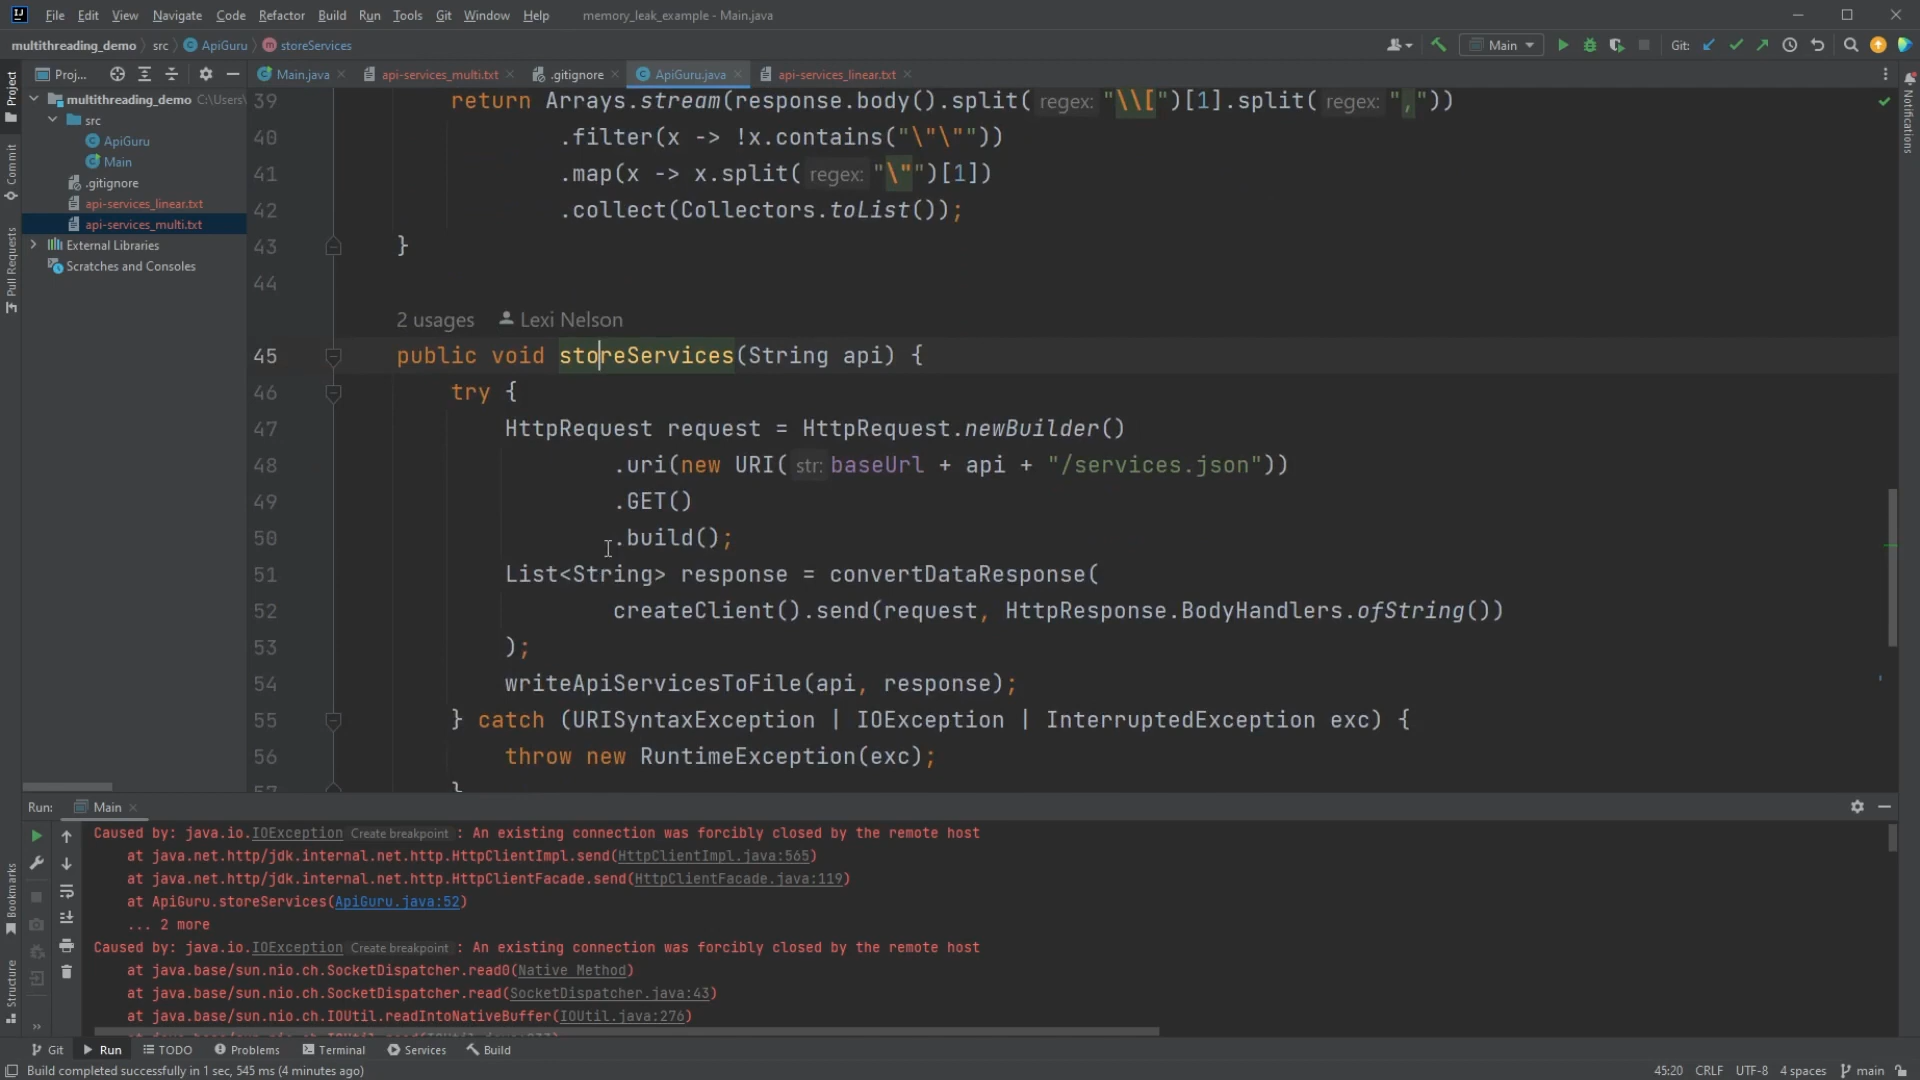 File Edit View Navigate Code Refactor Build Run Tools Git Window Help memory_leak_example - Main.java
multithreading_demo src ApiGuru storeServices Main Git:
Project
Commit
Pull Requests
Proj...
multithreading_demo C:\Users\
src
ApiGuru
Main
.gitignore
api-services_linear.txt
api-services_multi.txt
External Libraries
Scratches and Consoles
Main.java api-services_multi.txt .gitignore ApiGuru.java api-services_linear.txt
Notifications
39 return Arrays.stream(response.body().split( regex: "\\[")[1].split( regex: ","))
40 .filter(x -> !x.contains("\"\""))
41 .map(x -> x.split( regex: "\"")[1])
42 .collect(Collectors.toList());
43 }
44
2 usages Lexi Nelson
45 public void storeServices(String api) {
46 try {
47 HttpRequest request = HttpRequest.newBuilder()
48 .uri(new URI( str: baseUrl + api + "/services.json"))
49 .GET()
50 .build();
51 List<String> response = convertDataResponse(
52 createClient().send(request, HttpResponse.BodyHandlers.ofString())
53 );
54 writeApiServicesToFile(api, response);
55 } catch (URISyntaxException | IOException | InterruptedException exc) {
56 throw new RuntimeException(exc);
57 }
Run: Main
Caused by: java.io.IOException Create breakpoint : An existing connection was forcibly closed by the remote host
at java.net.http/jdk.internal.net.http.HttpClientImpl.send(HttpClientImpl.java:565)
at java.net.http/jdk.internal.net.http.HttpClientFacade.send(HttpClientFacade.java:119)
at ApiGuru.storeServices(ApiGuru.java:52)
... 2 more
Caused by: java.io.IOException Create breakpoint : An existing connection was forcibly closed by the remote host
at java.base/sun.nio.ch.SocketDispatcher.read0(Native Method)
at java.base/sun.nio.ch.SocketDispatcher.read(SocketDispatcher.java:43)
at java.base/sun.nio.ch.IOUtil.readIntoNativeBuffer(IOUtil.java:276)
Bookmarks
Structure
Git Run TODO Problems Terminal Services Build
Build completed successfully in 1 sec, 545 ms (4 minutes ago) 45:20 CRLF UTF-8 4 spaces main